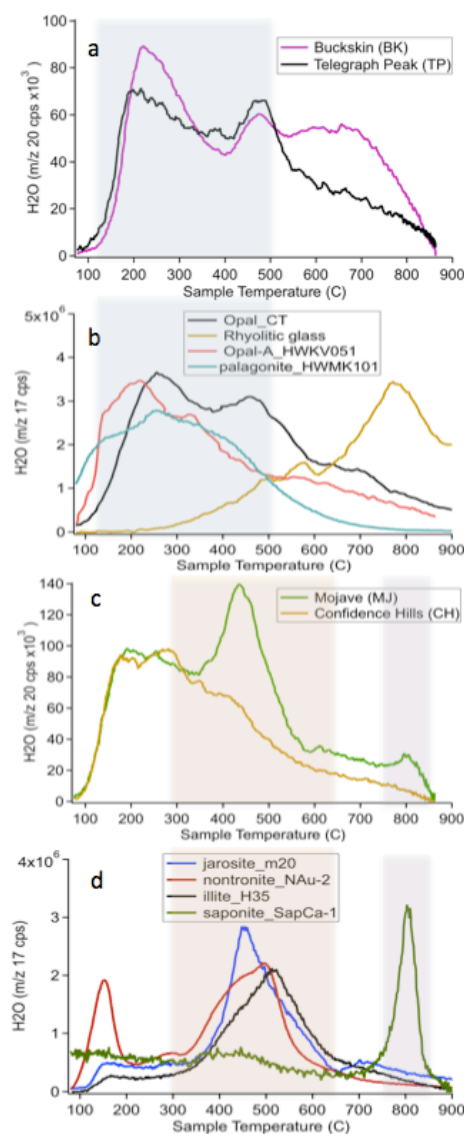 a
Buckskin (BK)
Telegraph Peak (TP)
H2O (m/z 20 cps x10³)
100
80
60
40
20
0
100 200 300 400 500 600 700 800 900
Sample Temperature (C)
b
Opal_CT
Rhyolitic glass
Opal-A_HWKV051
palagonite_HWMK101
H2O (m/z 17 cps)
5x10⁶
4
3
2
1
0
100 200 300 400 500 600 700 800 900
Sample Temperature (C)
c
Mojave (MJ)
Confidence Hills (CH)
H2O (m/z 20 cps x10³)
140
120
100
80
60
40
20
0
100 200 300 400 500 600 700 800 900
Sample Temperature (C)
d
jarosite_m20
nontronite_NAu-2
illite_H35
saponite_SapCa-1
H2O (m/z 17 cps)
4x10⁶
3
2
1
0
100 200 300 400 500 600 700 800 900
Sample Temperature (C)